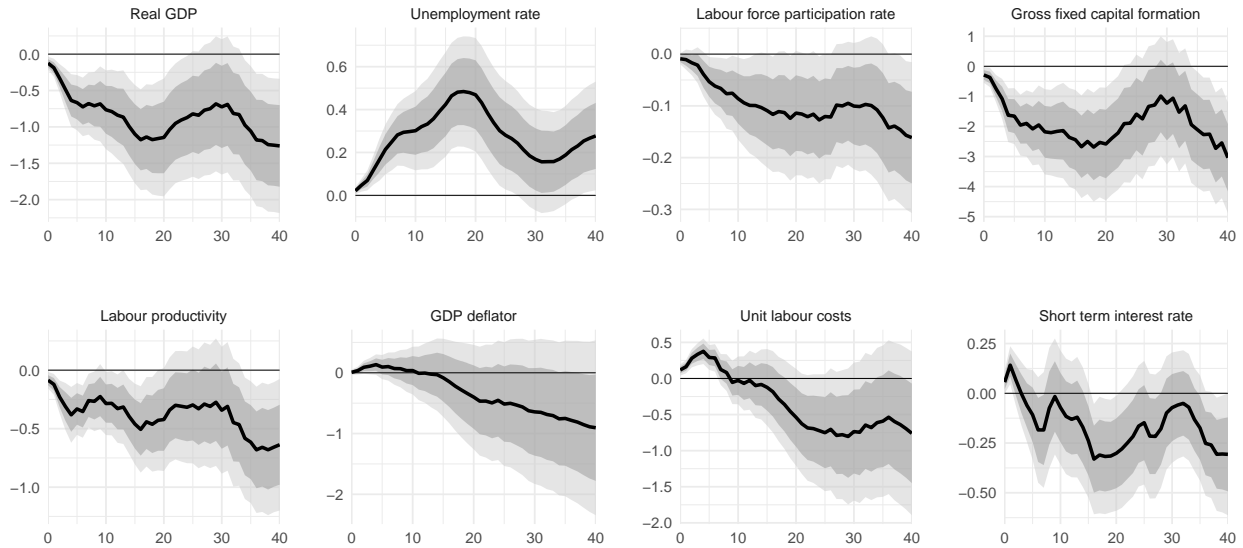 Real GDP
0.0
−0.5
−1.0
−1.5
−2.0
0 10 20 30 40
Unemployment rate
0.6
0.4
0.2
0.0
0 10 20 30 40
Labour force participation rate
0.0
−0.1
−0.2
−0.3
0 10 20 30 40
Gross fixed capital formation
1
0
−1
−2
−3
−4
−5
0 10 20 30 40
Labour productivity
0.0
−0.5
−1.0
0 10 20 30 40
GDP deflator
0
−1
−2
0 10 20 30 40
Unit labour costs
0.5
0.0
−0.5
−1.0
−1.5
−2.0
0 10 20 30 40
Short term interest rate
0.25
0.00
−0.25
−0.50
0 10 20 30 40